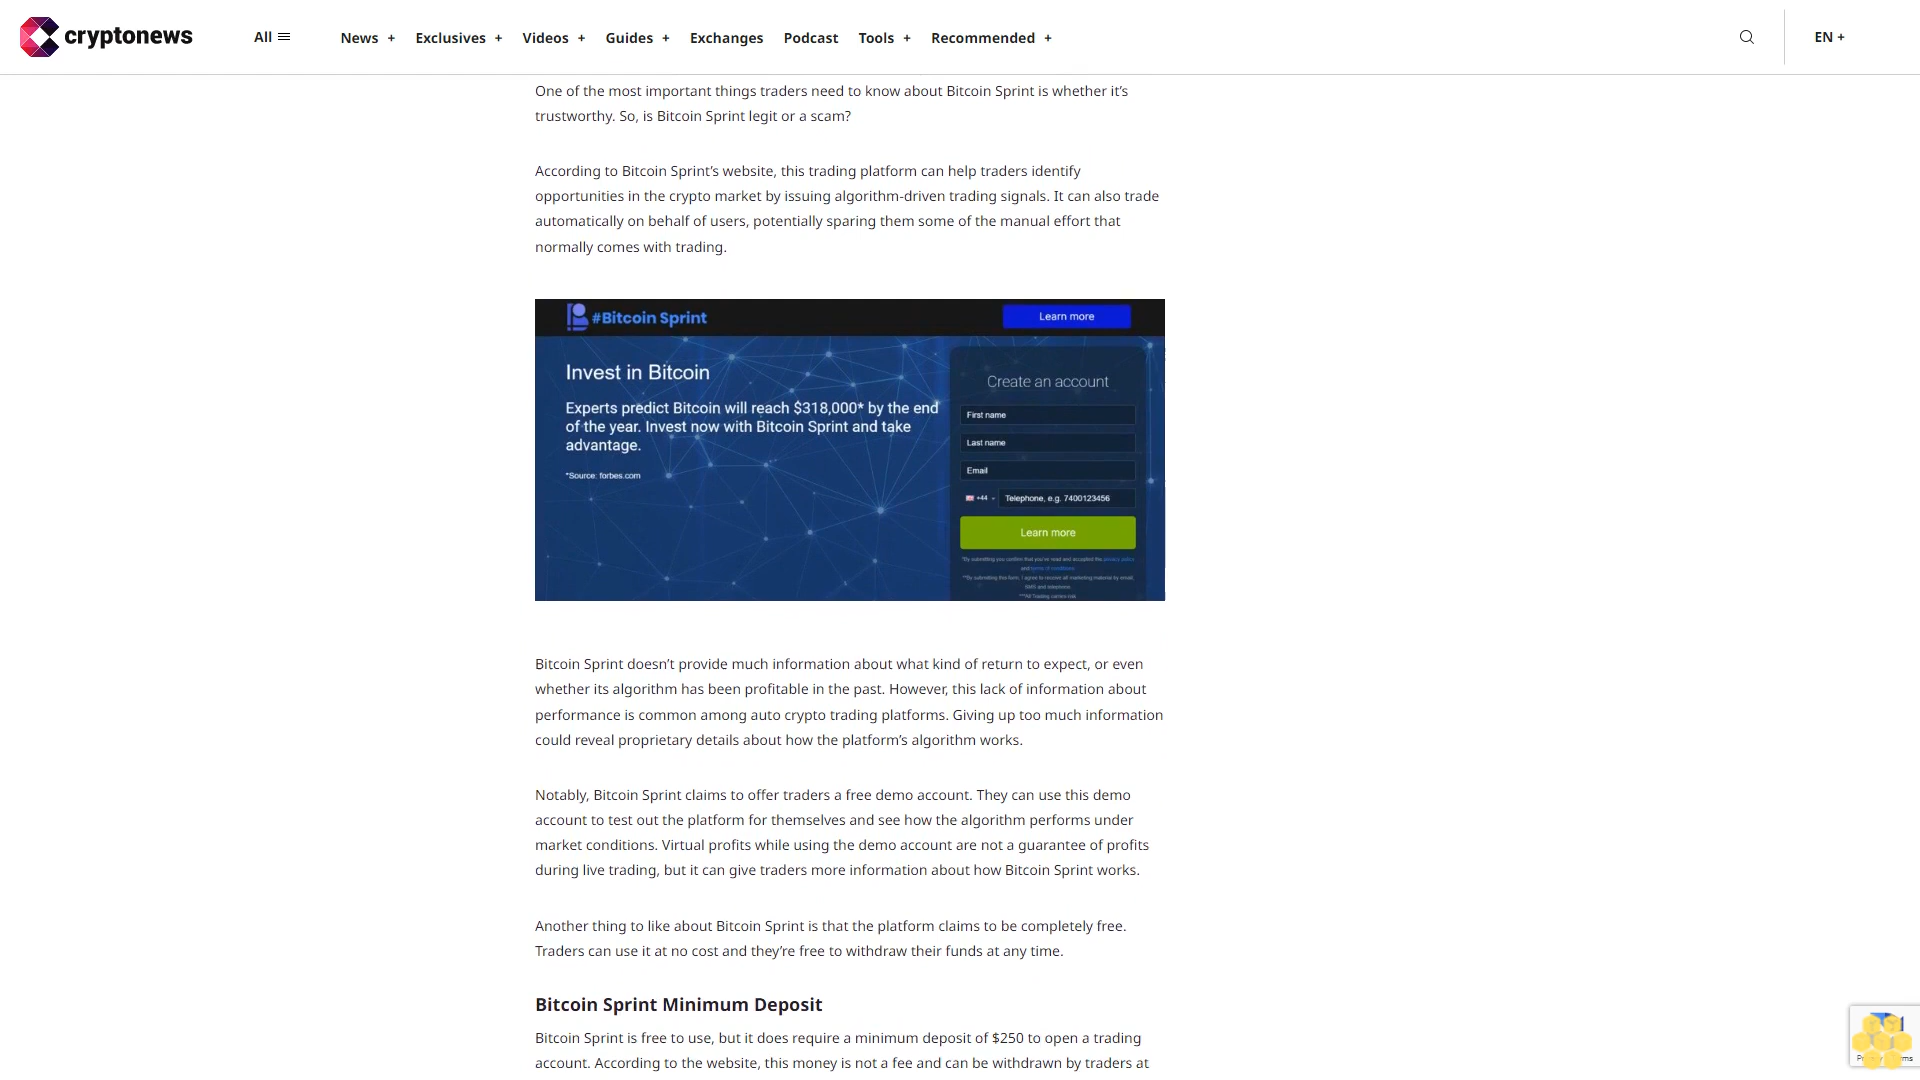 cryptonews
All
News +
Exclusives +
Videos +
Guides +
Exchanges
Podcast
Tools +
Recommended +
EN +
One of the most important things traders need to know about Bitcoin Sprint is whether it’s
trustworthy. So, is Bitcoin Sprint legit or a scam?
According to Bitcoin Sprint’s website, this trading platform can help traders identify
opportunities in the crypto market by issuing algorithm-driven trading signals. It can also trade
automatically on behalf of users, potentially sparing them some of the manual effort that
normally comes with trading.
#Bitcoin Sprint
Learn more
Invest in Bitcoin
Experts predict Bitcoin will reach $318,000* by the end
of the year. Invest now with Bitcoin Sprint and take
advantage.
*Source: forbes.com
Create an account
First name
Last name
Email
+44
Telephone, e.g. 7400123456
Learn more
*By submitting you confirm that you've read and accepted the privacy policy
and terms of conditions.
**By submitting this form, I agree to receive all marketing material by email,
SMS and telephone.
***All Trading carries risk.
Bitcoin Sprint doesn’t provide much information about what kind of return to expect, or even
whether its algorithm has been profitable in the past. However, this lack of information about
performance is common among auto crypto trading platforms. Giving up too much information
could reveal proprietary details about how the platform’s algorithm works.
Notably, Bitcoin Sprint claims to offer traders a free demo account. They can use this demo
account to test out the platform for themselves and see how the algorithm performs under
market conditions. Virtual profits while using the demo account are not a guarantee of profits
during live trading, but it can give traders more information about how Bitcoin Sprint works.
Another thing to like about Bitcoin Sprint is that the platform claims to be completely free.
Traders can use it at no cost and they’re free to withdraw their funds at any time.
Bitcoin Sprint Minimum Deposit
Bitcoin Sprint is free to use, but it does require a minimum deposit of $250 to open a trading
account. According to the website, this money is not a fee and can be withdrawn by traders at